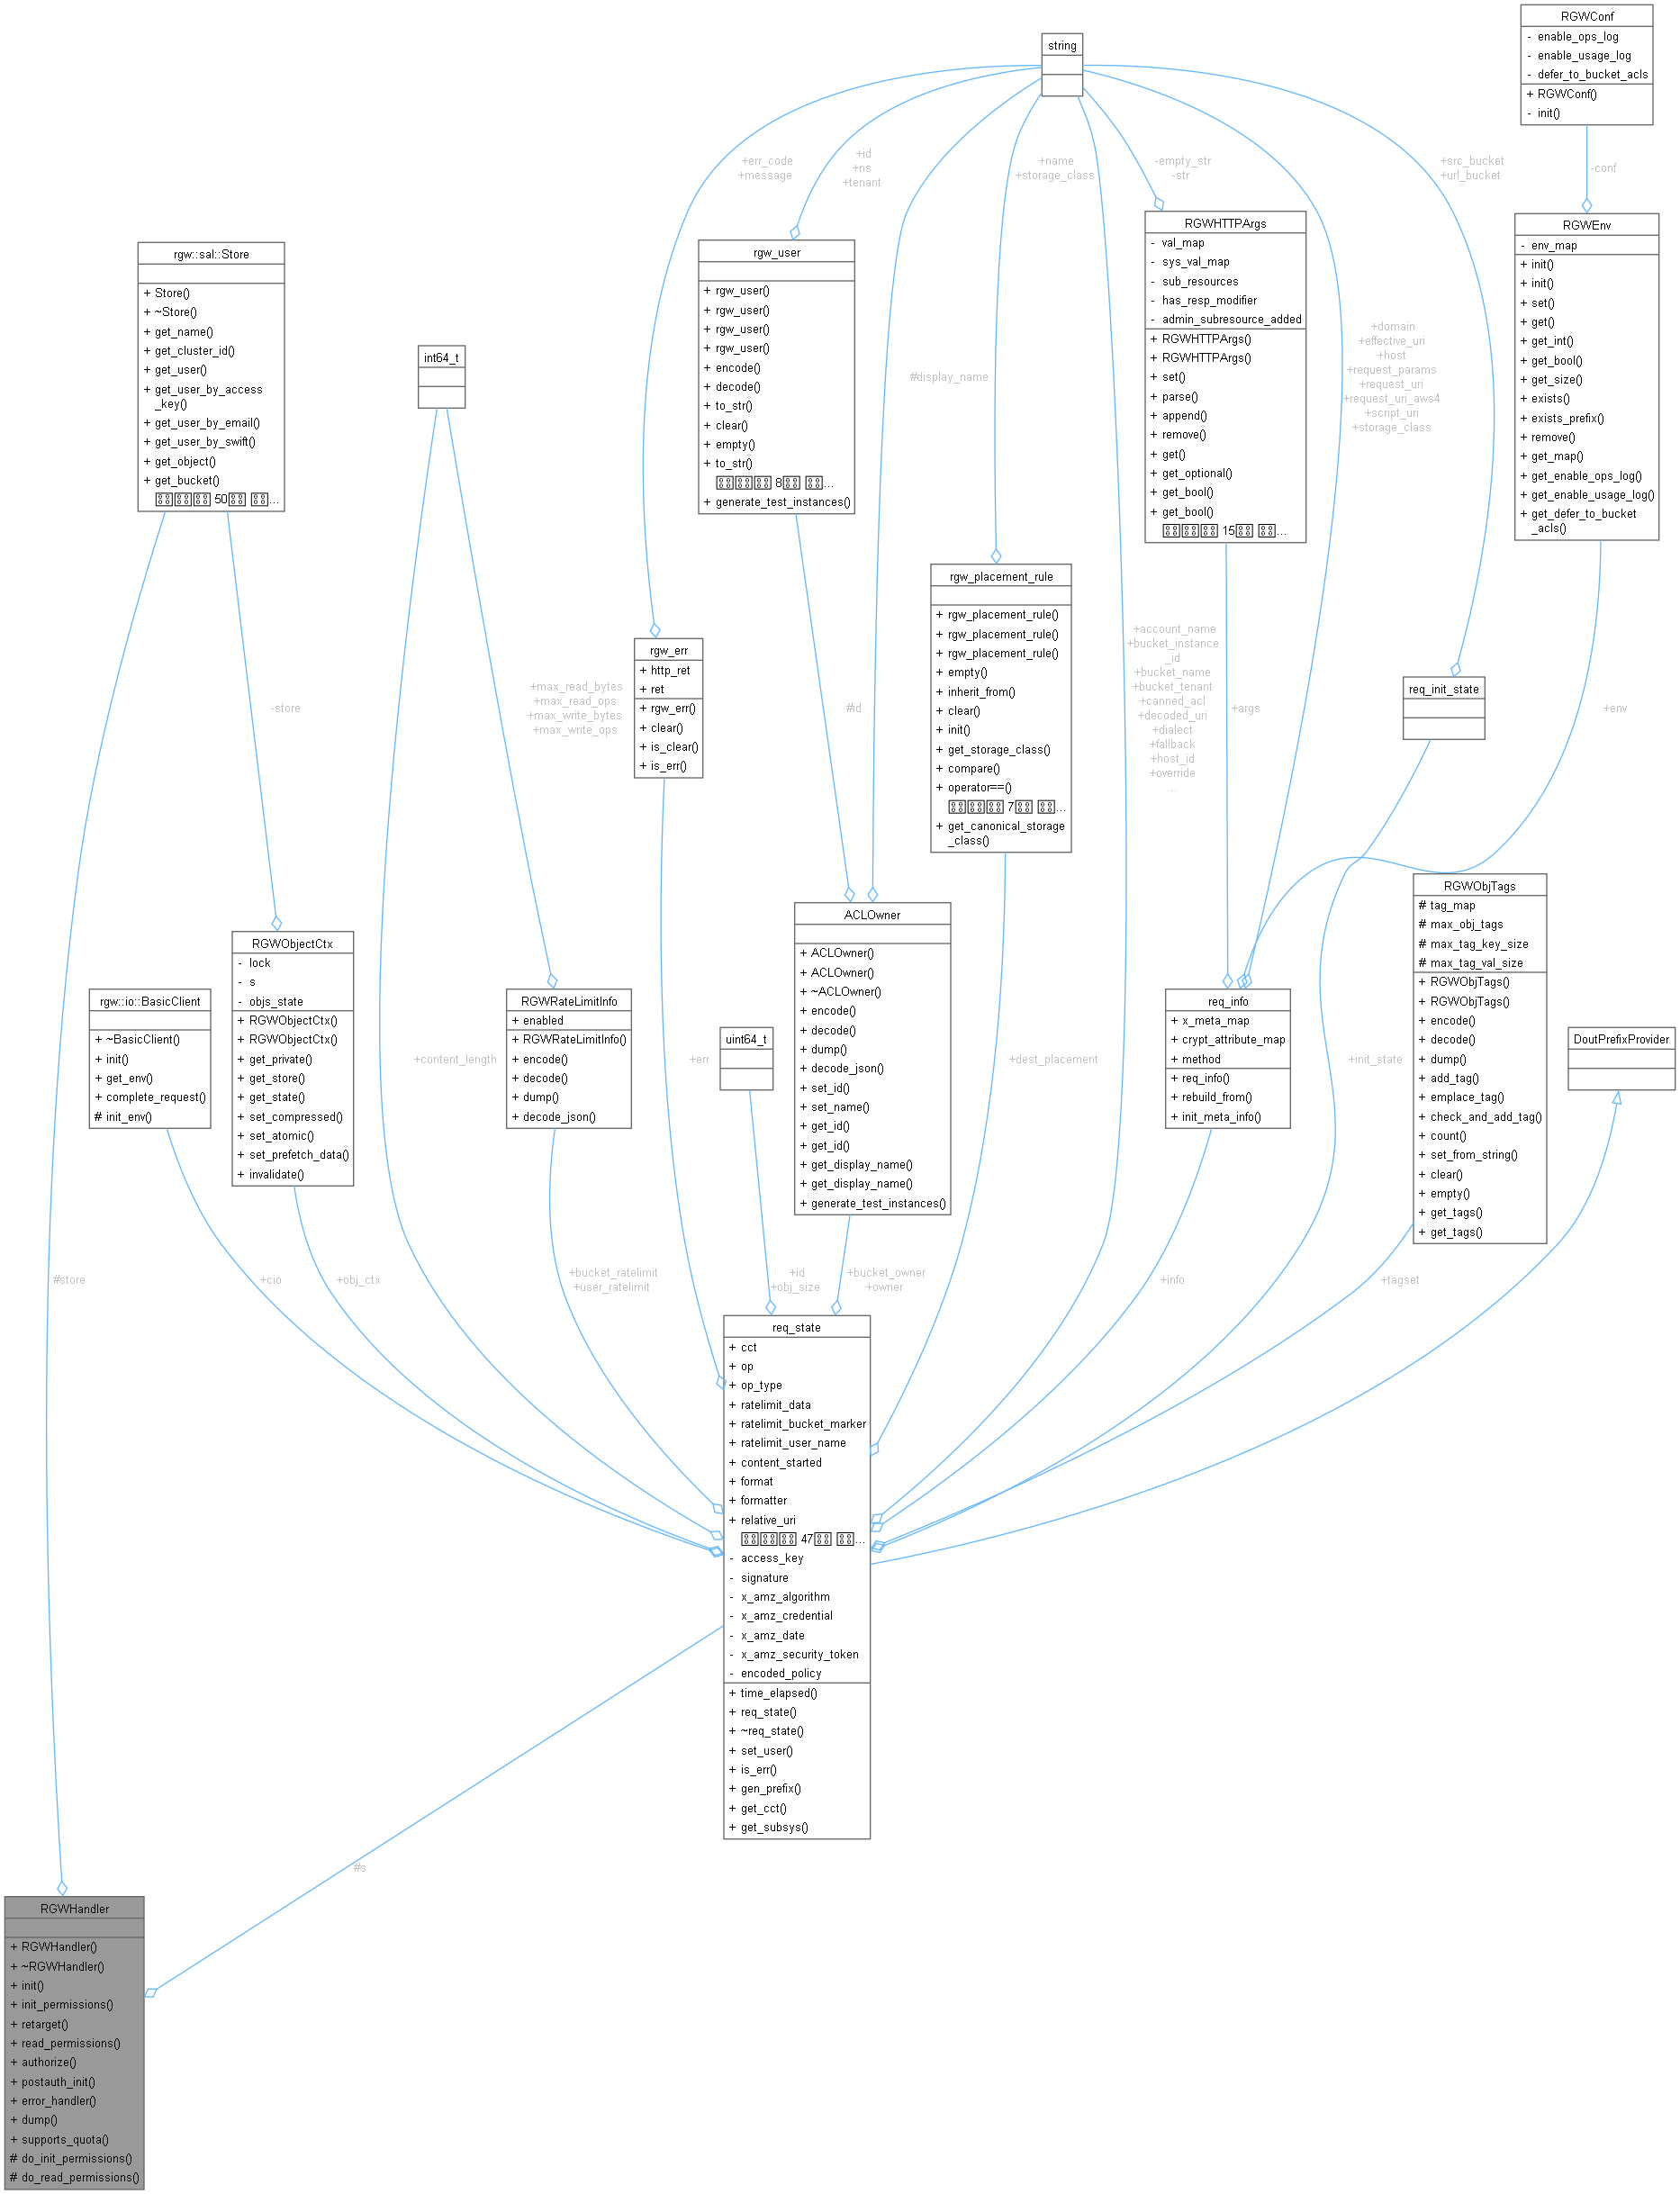 RGWConf
- enable_ops_log
- enable_usage_log
- defer_to_bucket_acls
+ RGWConf()
- init()
string
+err_code
+message
+id
+ns
+tenant
+name
+storage_class
-empty_str
-str
+src_bucket
+url_bucket
-conf
rgw::sal::Store
+ Store()
+ ~Store()
+ get_name()
+ get_cluster_id()
+ get_user()
+ get_user_by_access
_key()
+ get_user_by_email()
+ get_user_by_swift()
+ get_object()
+ get_bucket()
50
...
rgw_user
+ rgw_user()
+ rgw_user()
+ rgw_user()
+ rgw_user()
+ encode()
+ decode()
+ to_str()
+ clear()
+ empty()
+ to_str()
8
...
+ generate_test_instances()
RGWHTTPArgs
- val_map
- sys_val_map
- sub_resources
- has_resp_modifier
- admin_subresource_added
+ RGWHTTPArgs()
+ RGWHTTPArgs()
+ set()
+ parse()
+ append()
+ remove()
+ get()
+ get_optional()
+ get_bool()
+ get_bool()
15
...
RGWEnv
- env_map
+ init()
+ init()
+ set()
+ get()
+ get_int()
+ get_bool()
+ get_size()
+ exists()
+ exists_prefix()
+ remove()
+ get_map()
+ get_enable_ops_log()
+ get_enable_usage_log()
+ get_defer_to_bucket
_acls()
int64_t
#display_name
+domain
+effective_uri
+host
+request_params
+request_uri
+request_uri_aws4
+script_uri
+storage_class
rgw_placement_rule
+ rgw_placement_rule()
+ rgw_placement_rule()
+ rgw_placement_rule()
+ empty()
+ inherit_from()
+ clear()
+ init()
+ get_storage_class()
+ compare()
+ operator==()
7
...
+ get_canonical_storage
_class()
rgw_err
+ http_ret
+ ret
+ rgw_err()
+ clear()
+ is_clear()
+ is_err()
-store
+max_read_bytes
+max_read_ops
+max_write_bytes
+max_write_ops
#id
+account_name
+bucket_instance
_id
+bucket_name
+bucket_tenant
+canned_acl
+decoded_uri
+dialect
+fallback
+host_id
+override
...
+args
req_init_state
+env
RGWObjTags
# tag_map
# max_obj_tags
# max_tag_key_size
# max_tag_val_size
+ RGWObjTags()
+ RGWObjTags()
+ encode()
+ decode()
+ dump()
+ add_tag()
+ emplace_tag()
+ check_and_add_tag()
+ count()
+ set_from_string()
+ clear()
+ empty()
+ get_tags()
+ get_tags()
ACLOwner
+ ACLOwner()
+ ACLOwner()
+ ~ACLOwner()
+ encode()
+ decode()
+ dump()
+ decode_json()
+ set_id()
+ set_name()
+ get_id()
+ get_id()
+ get_display_name()
+ get_display_name()
+ generate_test_instances()
RGWObjectCtx
- lock
- s
- objs_state
+ RGWObjectCtx()
+ RGWObjectCtx()
+ get_private()
+ get_store()
+ get_state()
+ set_compressed()
+ set_atomic()
+ set_prefetch_data()
+ invalidate()
rgw::io::BasicClient
+ ~BasicClient()
+ init()
+ get_env()
+ complete_request()
# init_env()
RGWRateLimitInfo
+ enabled
+ RGWRateLimitInfo()
+ encode()
+ decode()
+ dump()
+ decode_json()
req_info
+ x_meta_map
+ crypt_attribute_map
+ method
+ req_info()
+ rebuild_from()
+ init_meta_info()
uint64_t
DoutPrefixProvider
+content_length
+err
+dest_placement
+init_state
#store
+cio
+obj_ctx
+bucket_ratelimit
+user_ratelimit
+id
+obj_size
+bucket_owner
+owner
+info
+tagset
req_state
+ cct
+ op
+ op_type
+ ratelimit_data
+ ratelimit_bucket_marker
+ ratelimit_user_name
+ content_started
+ format
+ formatter
+ relative_uri
47
...
- access_key
- signature
- x_amz_algorithm
- x_amz_credential
- x_amz_date
- x_amz_security_token
- encoded_policy
+ time_elapsed()
+ req_state()
+ ~req_state()
+ set_user()
+ is_err()
+ gen_prefix()
+ get_cct()
+ get_subsys()
#s
RGWHandler
+ RGWHandler()
+ ~RGWHandler()
+ init()
+ init_permissions()
+ retarget()
+ read_permissions()
+ authorize()
+ postauth_init()
+ error_handler()
+ dump()
+ supports_quota()
# do_init_permissions()
# do_read_permissions()